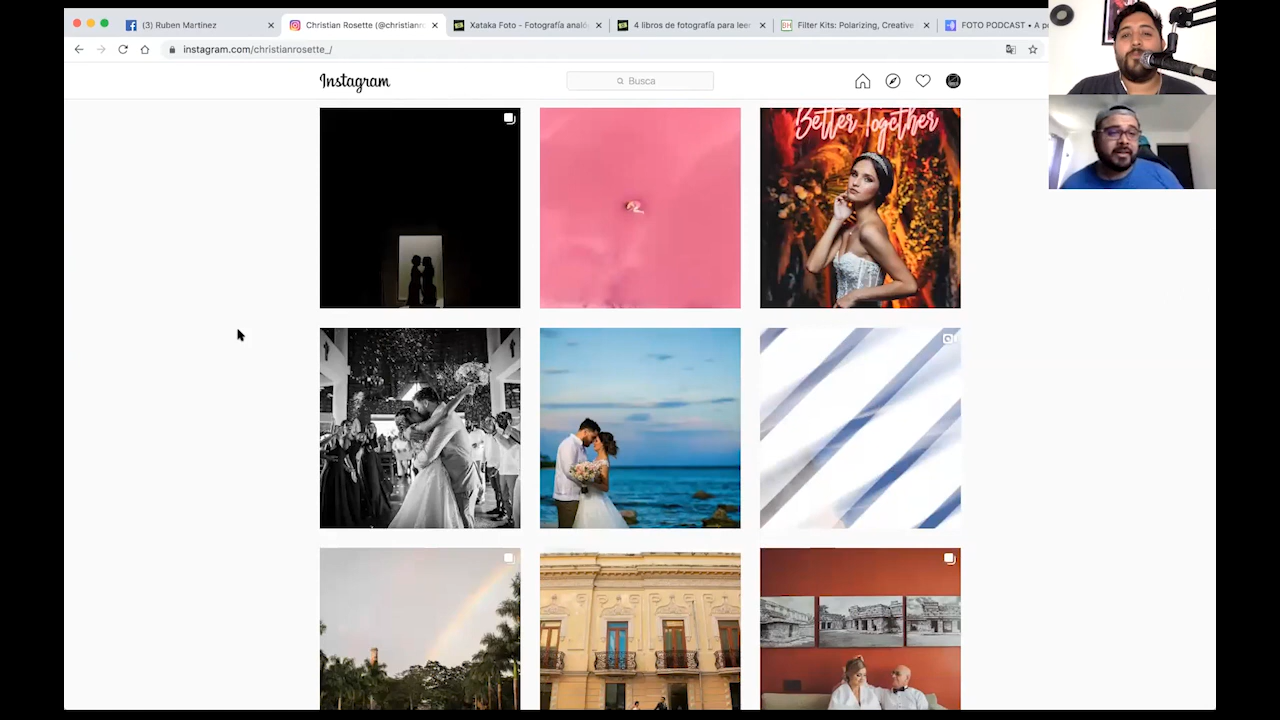 (3) Ruben Martinez
Christian Rosette (@christianro
Xataka Foto - Fotografía analó
4 libros de fotografía para leer
Filter Kits: Polarizing, Creative
FOTO PODCAST • A p
instagram.com/christianrosette_/
Instagram
Busca
Better Together